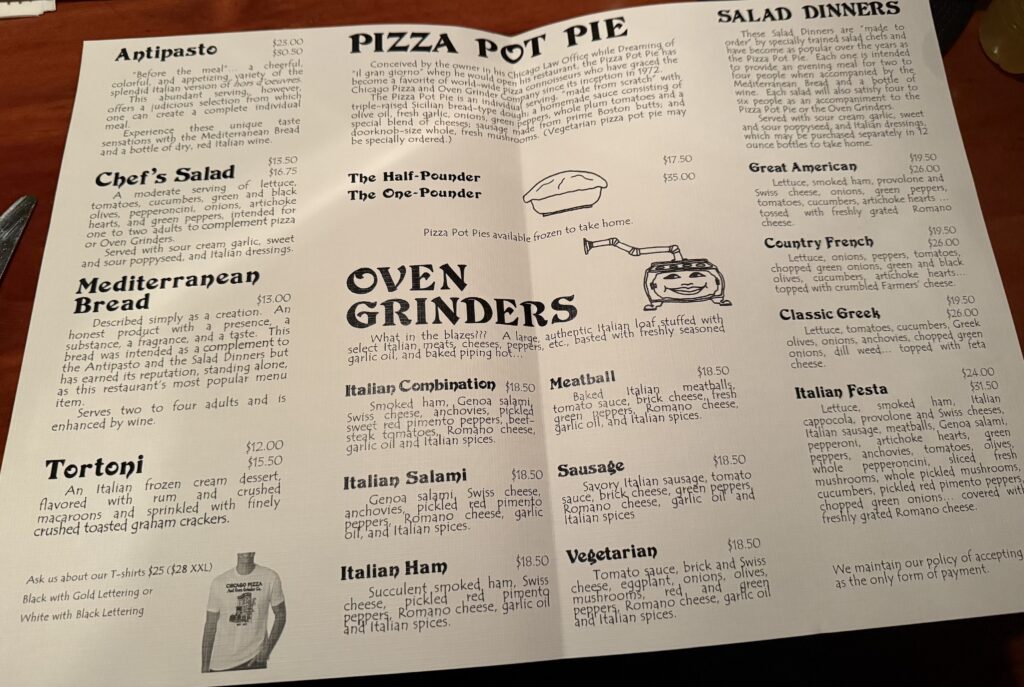 Antipasto
$23.00
$30.50
"Before the meal"... a cheerful,
colorful, and appetizing variety of the
splendid Italian version of hors d'oeuvres.
This abundant serving, however,
offers a judicious selection from which
one can create a complete individual
meal.
Experience these unique taste
sensations with the Mediterranean Bread
and a bottle of dry, red Italian wine.
Chef's Salad
$13.50
$16.75
A moderate serving of lettuce,
tomatoes, cucumbers, green and black
olives, pepperoncini, onions, artichoke
hearts, and green peppers, intended for
one to two adults to complement pizza
or Oven Grinders.
Served with sour cream garlic, sweet
and sour poppyseed, and Italian dressings.
Mediterranean
Bread
$13.00
Described simply as a creation. An
honest product with a presence, a
substance, a fragrance, and a taste. This
bread was intended as a complement to
the Antipasto and the Salad Dinners but
has earned its reputation, standing alone,
as this restaurant's most popular menu
item.
Serves two to four adults and is
enhanced by wine.
Tortoni
$12.00
$15.50
An Italian frozen cream dessert,
flavored with rum and crushed
macaroons and sprinkled with finely
crushed toasted graham crackers.
Ask us about our T-shirts $25 ($28 XXL)
Black with Gold Lettering or
White with Black Lettering
CHICAGO PIZZA
And Oven Grinder Co.
PIZZA POT PIE
Conceived by the owner in his Chicago Law Office while Dreaming of
"il gran giorno" when he would open his restaurant, the Pizza Pot Pie has
become a favorite of world-wide pizza connoisseurs who have graced the
Chicago Pizza and Oven Grinder Company since its inception in 1972.
The Pizza Pot Pie is an individual serving, "made from scratch" with
triple-raised Sicilian bread-type dough; a homemade sauce consisting of
olive oil, fresh garlic, onions, green peppers, whole plum tomatoes and a
special blend of cheeses; sausage made from prime Boston butts; and
doorknob-size whole, fresh mushrooms. (Vegetarian pizza pot pie may
be specially ordered.)
The Half-Pounder $17.50
The One-Pounder $35.00
Pizza Pot Pies available frozen to take home.
OVEN
GRINDERS
What in the blazes??? A large, authentic Italian loaf stuffed with
select Italian meats, cheeses, peppers, etc., basted with freshly seasoned
garlic oil, and baked piping hot...
Italian Combination $18.50
Smoked ham, Genoa salami,
Swiss cheese, anchovies, pickled
sweet red pimento peppers, beef-
steak tomatoes, Romano cheese,
garlic oil and Italian spices.
Italian Salami $18.50
Genoa salami, Swiss cheese,
anchovies, pickled red pimento
peppers, Romano cheese, garlic
oil, and Italian spices.
Italian Ham $18.50
Succulent smoked ham, Swiss
cheese, pickled red pimento
peppers, Romano cheese, garlic oil
and Italian spices.
Meatball $18.50
Baked Italian meatballs,
tomato sauce, brick cheese, fresh
green peppers, Romano cheese,
garlic oil, and Italian spices.
Sausage $18.50
Savory Italian sausage, tomato
sauce, brick cheese, green peppers,
Romano cheese, garlic oil and
Italian spices
Vegetarian $18.50
Tomato sauce, brick and Swiss
cheese, eggplant, onions, olives,
mushrooms, red and green
peppers, Romano cheese, garlic oil
and Italian spices.
SALAD DINNERS
These Salad Dinners are "made to
order" by specially trained salad chefs and
have become as popular over the years as
the Pizza Pot Pie. Each one is intended
to provide an evening meal for two to
four people when accompanied by the
Mediterranean Bread and a bottle of
wine. Each salad will also satisfy four to
six people as an accompaniment to the
Pizza Pot Pie or the Oven Grinders.
Served with sour cream garlic, sweet
and sour poppyseed, and Italian dressings,
which may be purchased separately in 12
ounce bottles to take home.
Great American
$19.50
$26.00
Lettuce, smoked ham, provolone and
Swiss cheese, onions, green peppers,
tomatoes, cucumbers, artichoke hearts ...
tossed with freshly grated Romano
cheese.
Country French
$19.50
$26.00
Lettuce, onions, peppers, tomatoes,
chopped green onions, green and black
olives, cucumbers, artichoke hearts...
topped with crumbled Farmers' cheese.
Classic Greek
$19.50
$26.00
Lettuce, tomatoes, cucumbers, Greek
olives, onions, anchovies, chopped green
onions, dill weed... topped with feta
cheese.
Italian Festa
$24.00
$31.50
Lettuce, smoked ham, Italian
cappocola, provolone and Swiss cheeses,
Italian sausage, meatballs, Genoa salami,
pepperoni, artichoke hearts, green
peppers, anchovies, tomatoes, olives,
whole pepperoncini, sliced fresh
mushrooms, whole pickled mushrooms,
cucumbers, pickled red pimento peppers,
chopped green onions... covered with
freshly grated Romano cheese.
We maintain our policy of accepting
as the only form of payment.